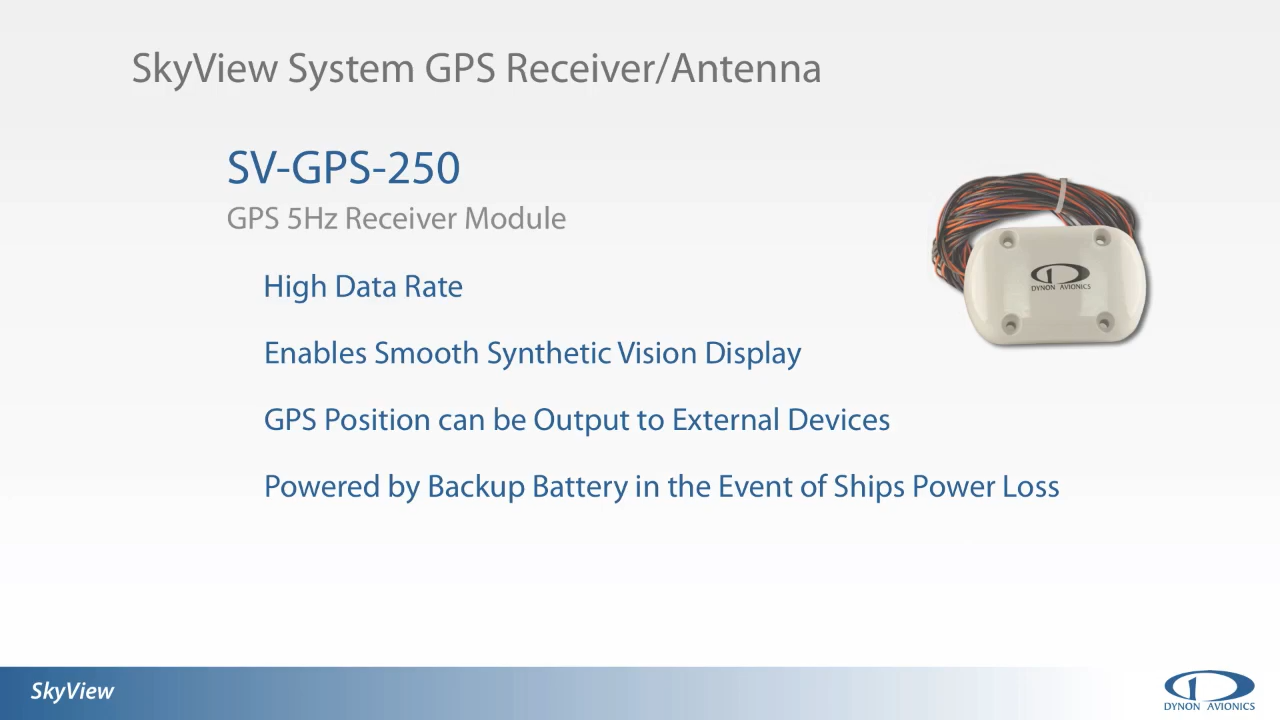 SkyView System GPS Receiver/Antenna
SV-GPS-250
GPS 5Hz Receiver Module
High Data Rate
DYNON AVIONICS
Enables Smooth Synthetic Vision Display
GPS Position can be Output to External Devices
Powered by Backup Battery in the Event of Ships Power Loss
SkyView
DYNON AVIONICS